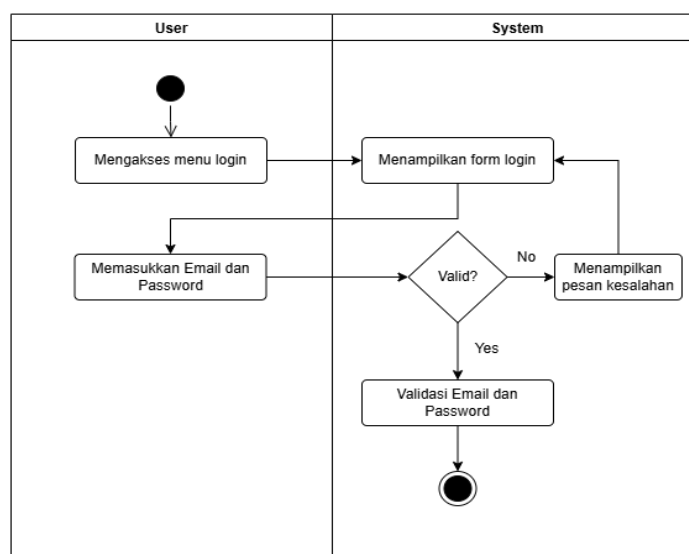 User
System
Mengakses menu login
Menampilkan form login
Memasukkan Email dan
Password
Valid?
No
Menampilkan
pesan kesalahan
Yes
Validasi Email dan
Password